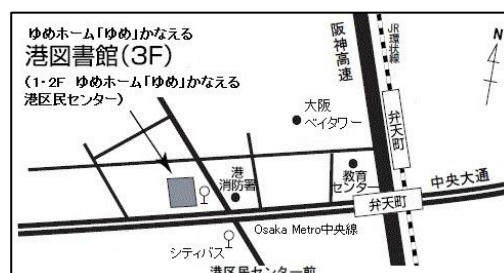 ゆめホーム「ゆめ」かなえる
港図書館(3F)
(1・2F ゆめホーム「ゆめ」かなえる
港区民センター)
阪神高速
JR環状線
N
大阪
ベイタワー
弁天町
港
消防署
教育
センター
中央大通
弁天町
Osaka Metro中央線
シティバス
港区民センター前